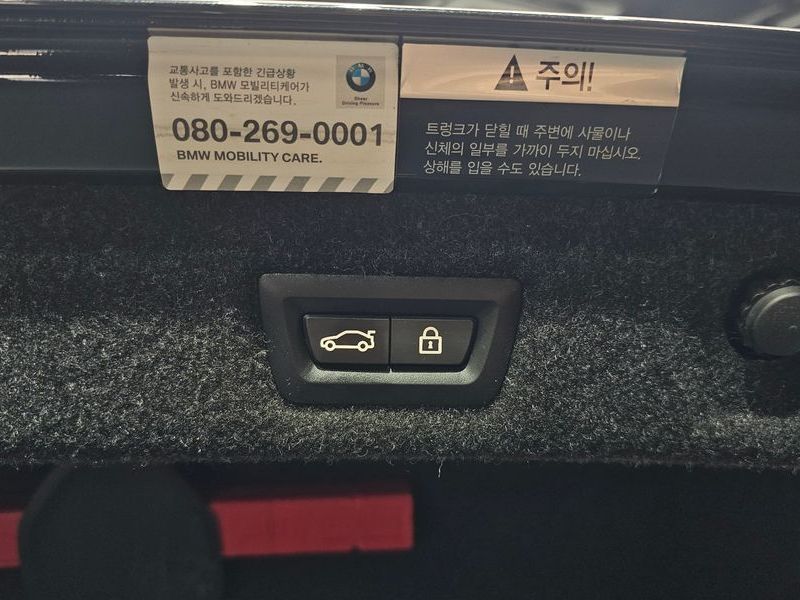 교통사고를 포함한 긴급상황
발생 시, BMW 모빌리티케어가
신속하게 도와드리겠습니다.
BMW
Sheer
Driving Pleasure
080-269-0001
BMW MOBILITY CARE.
주의!
트렁크가 닫힐 때 주변에 사물이나
신체의 일부를 가까이 두지 마십시오.
상해를 입을 수도 있습니다.